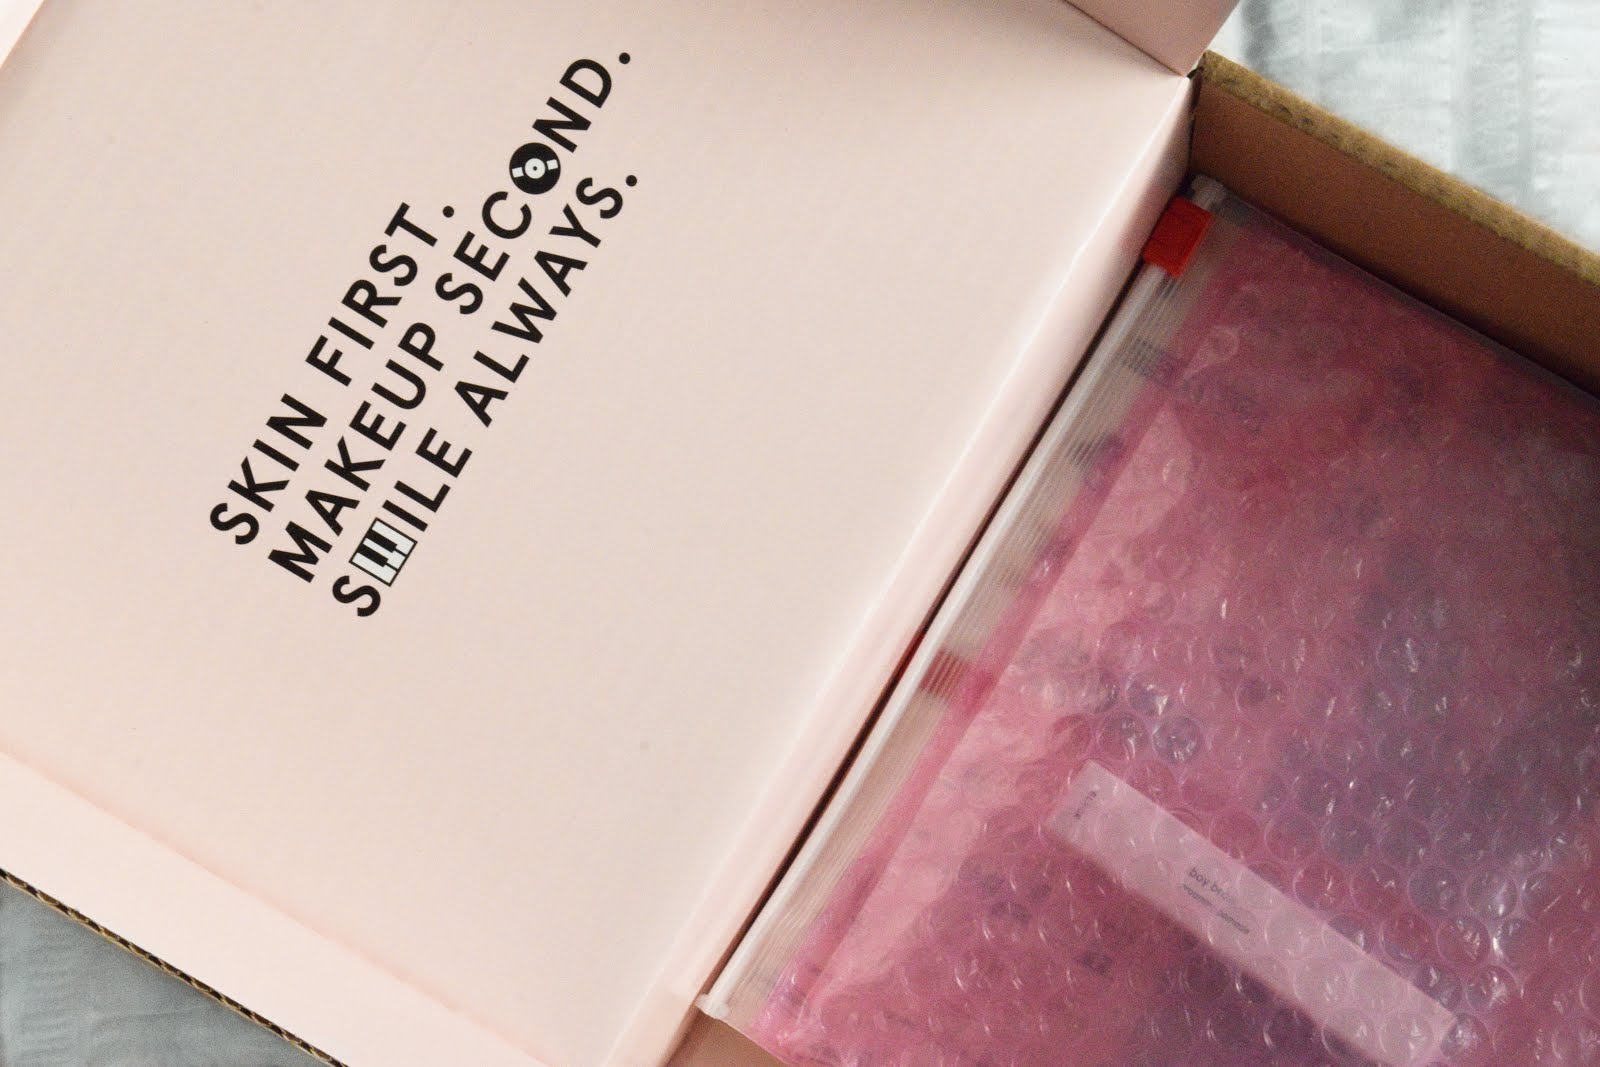 SKIN FIRST.
MAKEUP SECOND.
SMILE ALWAYS.
boy brow